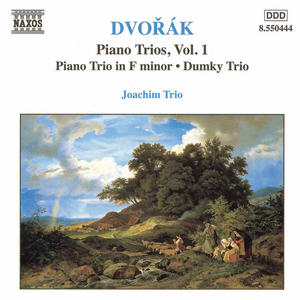 NAXOS
DDD
8.550444
DVOŘÁK
Piano Trios, Vol. 1
Piano Trio in F minor • Dumky Trio
Joachim Trio